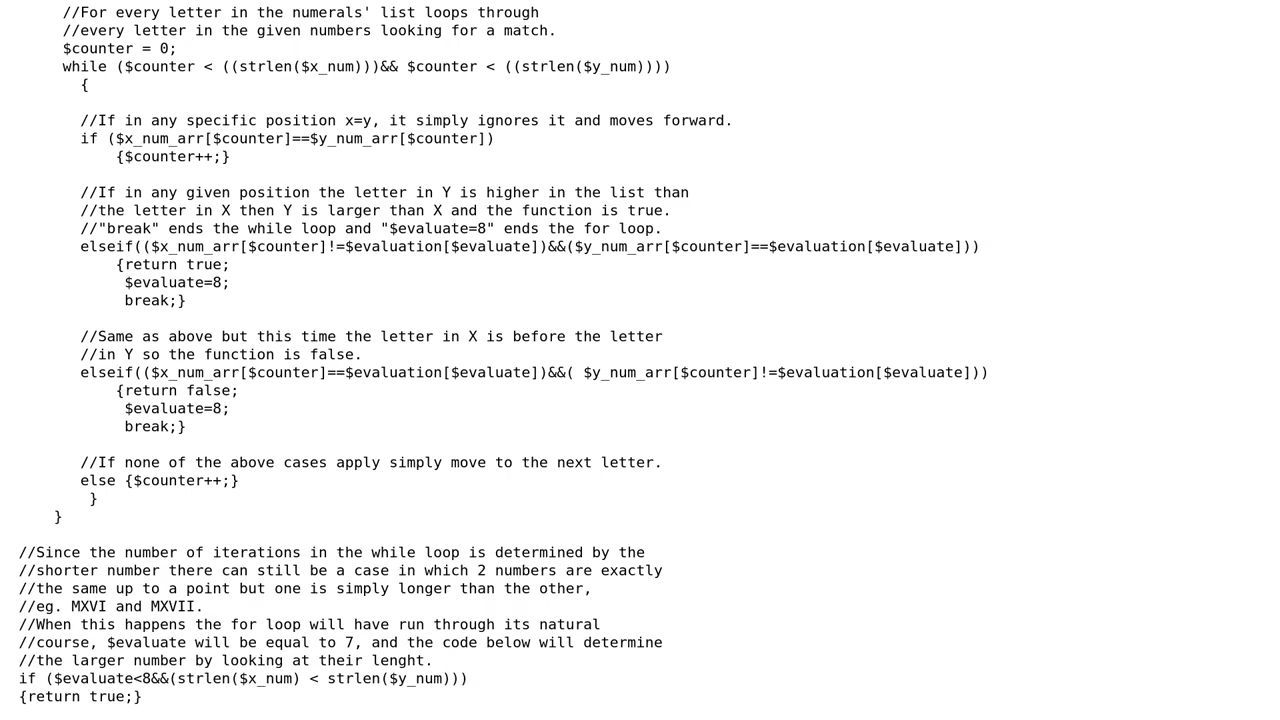 //For every letter in the numerals' list loops through
//every letter in the given numbers looking for a match.
$counter = 0;
while ($counter < ((strlen($x_num)))&& $counter < ((strlen($y_num))))
{
//If in any specific position x=y, it simply ignores it and moves forward.
if ($x_num_arr[$counter]==$y_num_arr[$counter])
{$counter++;}
//If in any given position the letter in Y is higher in the list than
//the letter in X then Y is larger than X and the function is true.
//"break" ends the while loop and "$evaluate=8" ends the for loop.
elseif(($x_num_arr[$counter]!=$evaluation[$evaluate])&&($y_num_arr[$counter]==$evaluation[$evaluate]))
{return true;
$evaluate=8;
break;}
//Same as above but this time the letter in X is before the letter
//in Y so the function is false.
elseif(($x_num_arr[$counter]==$evaluation[$evaluate])&&( $y_num_arr[$counter]!=$evaluation[$evaluate]))
{return false;
$evaluate=8;
break;}
//If none of the above cases apply simply move to the next letter.
else {$counter++;}
}
}
//Since the number of iterations in the while loop is determined by the
//shorter number there can still be a case in which 2 numbers are exactly
//the same up to a point but one is simply longer than the other,
//eg. MXVI and MXVII.
//When this happens the for loop will have run through its natural
//course, $evaluate will be equal to 7, and the code below will determine
//the larger number by looking at their lenght.
if ($evaluate<8&&(strlen($x_num) < strlen($y_num)))
{return true;}